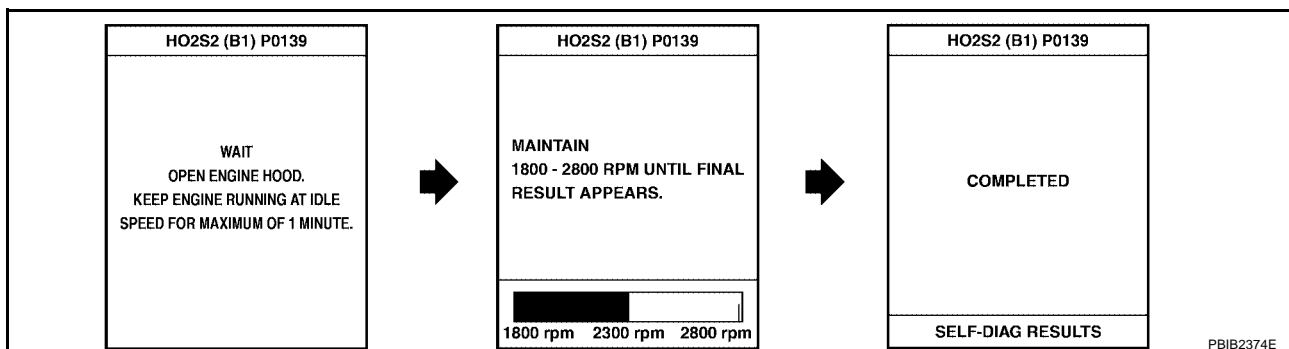 HO2S2 (B1) P0139
WAIT
OPEN ENGINE HOOD.
KEEP ENGINE RUNNING AT IDLE
SPEED FOR MAXIMUM OF 1 MINUTE.
HO2S2 (B1) P0139
MAINTAIN
1800 - 2800 RPM UNTIL FINAL
RESULT APPEARS.
1800 rpm 2300 rpm 2800 rpm
HO2S2 (B1) P0139
COMPLETED
SELF-DIAG RESULTS
PBIB2374E